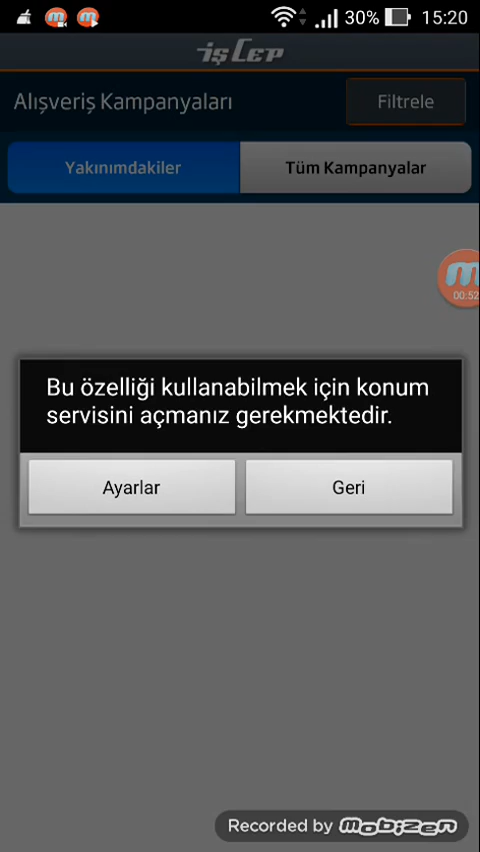 30% 15:20
işCEP
Alışveriş Kampanyaları
Filtrele
Yakınımdakiler
Tüm Kampanyalar
00:52
Bu özelliği kullanabilmek için konum
servisini açmanız gerekmektedir.
Ayarlar
Geri
Recorded by mobizen